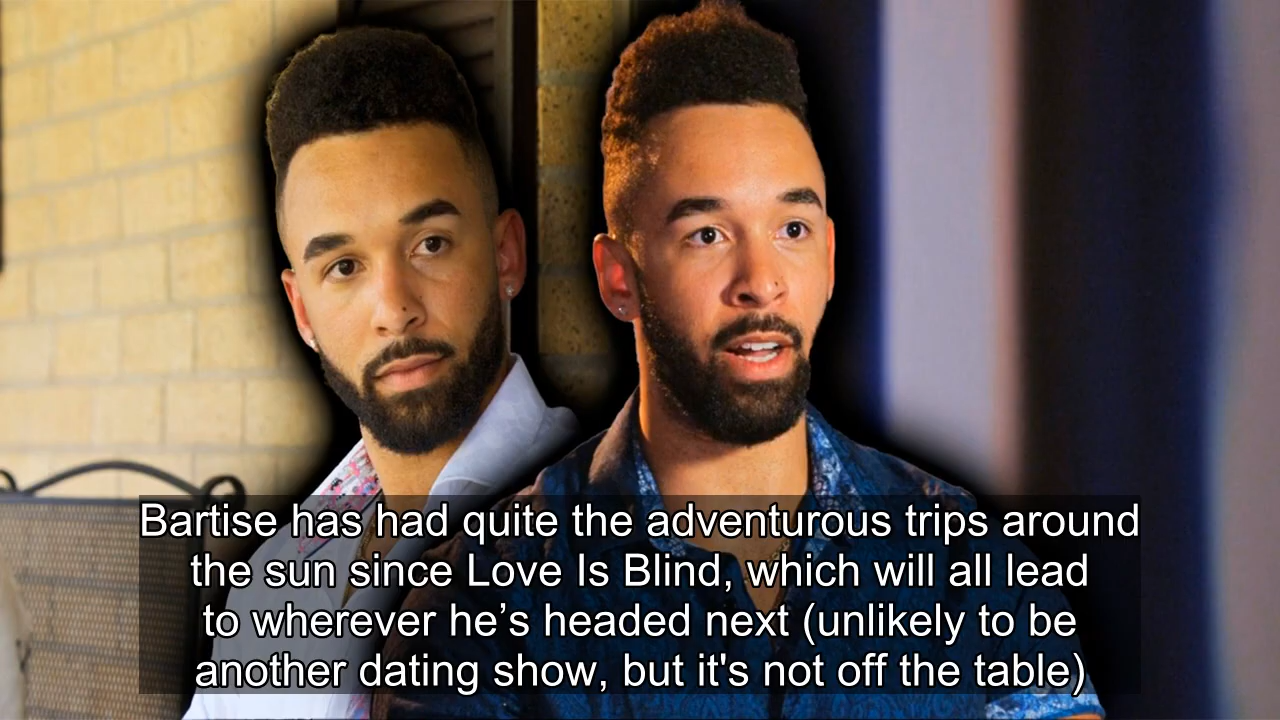 Bartise has had quite the adventurous trips around
the sun since Love Is Blind, which will all lead
to wherever he’s headed next (unlikely to be
another dating show, but it's not off the table)